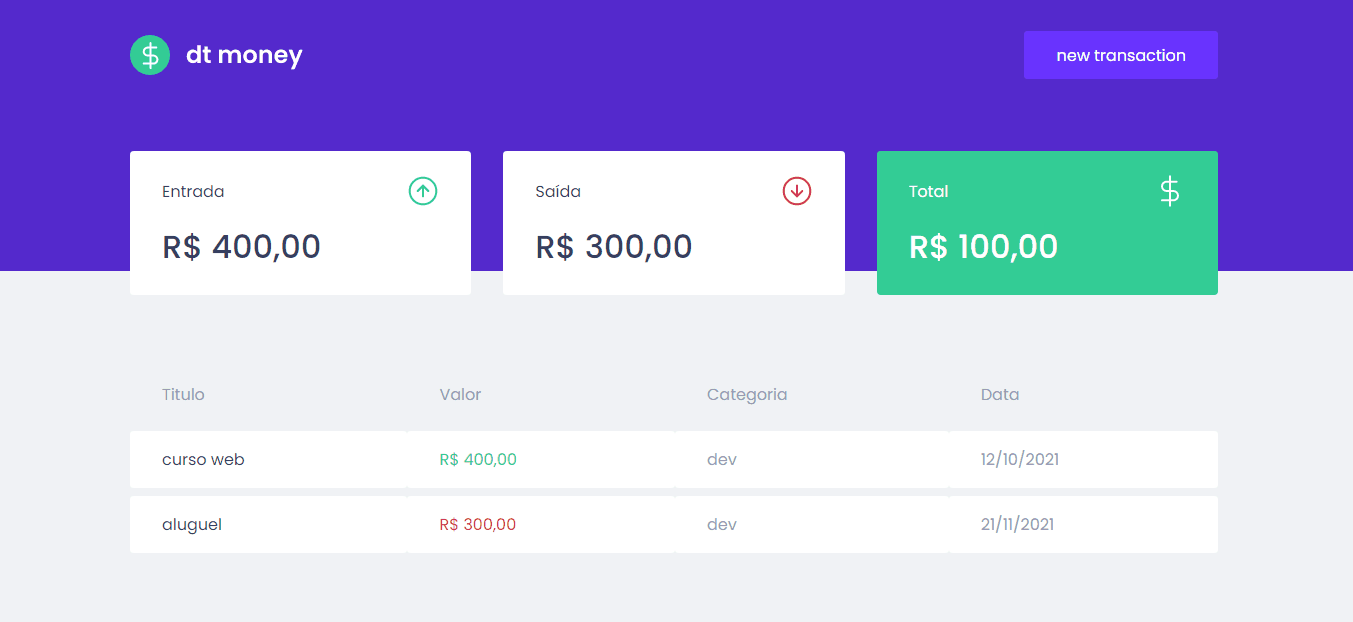 dt money
new transaction
Entrada
R$ 400,00
Saída
R$ 300,00
Total
R$ 100,00
Titulo Valor Categoria Data
curso web R$ 400,00 dev 12/10/2021
aluguel R$ 300,00 dev 21/11/2021